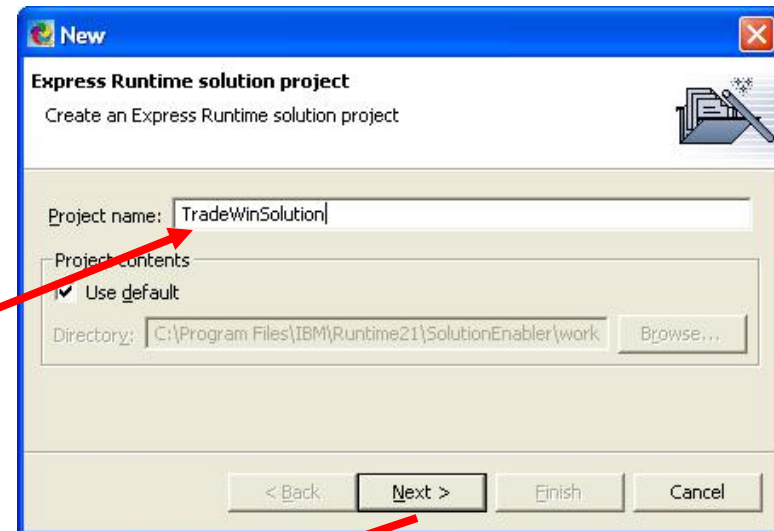 New
Express Runtime solution project
Create an Express Runtime solution project
Project name: TradeWinSolution
Project contents
Use default
Directory: C:\Program Files\IBM\Runtime21\SolutionEnabler\work Browse...
< Back Next > Finish Cancel